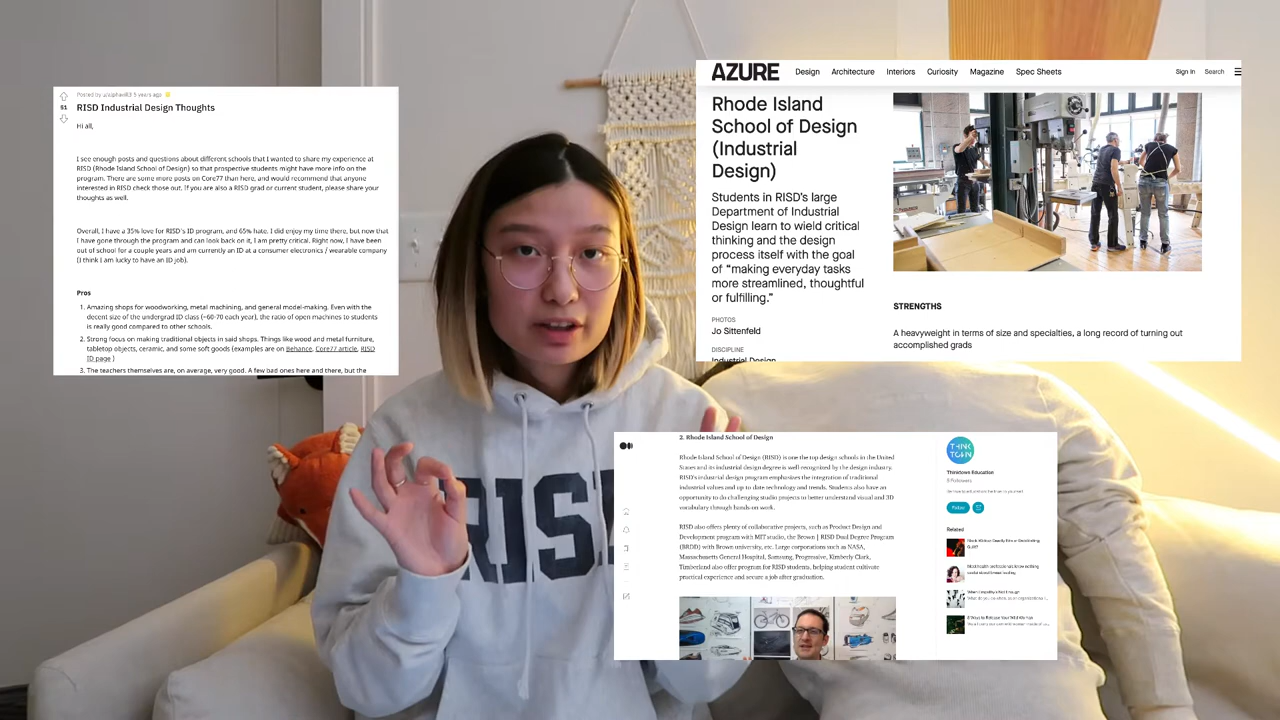 Posted by 5 years ago
51
RISD Industrial Design Thoughts
Hi all,
I see enough posts and questions about different schools that I wanted to share my experience at
RISD (Rhode Island School of Design) so that prospective students might have more info on the
program. There are some more posts on Core77 than here, and would recommend that anyone
interested in RISD check those out. If you are also a RISD grad or current student, please share your
thoughts as well.
Overall, I have a 35% love for RISD's ID program, and 65% hate. I did enjoy my time there, but now that
I have gone through the program and can look back on it, I am pretty critical. Right now, I have been
out of school for a couple years and am currently an ID at a consumer electronics / wearable company
(I think I am lucky to have an ID job).
Pros
1. Amazing shops for woodworking, metal machining, and general model-making. Even with the
decent size of the undergrad ID class (~60-70 each year), the ratio of open machines to students
is really good compared to other schools.
2. Strong focus on making traditional objects in said shops. Things like wood and metal furniture,
tabletop objects, ceramic, and some soft goods (examples are on Behance, Core77 article, RISD
ID page )
3. The teachers themselves are, on average, very good. A few bad ones here and there, but the
AZURE
Design Architecture Interiors Curiosity Magazine Spec Sheets
Sign In Search
Rhode Island
School of Design
(Industrial
Design)
Students in RISD's large
Department of Industrial
Design learn to wield critical
thinking and the design
process itself with the goal
of “making everyday tasks
more streamlined, thoughtful
or fulfilling.”
PHOTOS
Jo Sittenfeld
DISCIPLINE
Industrial Design
STRENGTHS
A heavyweight in terms of size and specialties, a long record of turning out
accomplished grads
RIS
2. Rhode Island School of Design
Rhode Island School of Design (RISD) is one the top design schools in the United
States and its industrial design degree is well recognized by the design industry.
RISD's industrial design program emphasizes the integration of traditional
industrial values and up to date technology and trends. Students also have an
opportunity to do challenging studio projects to better understand visual and 3D
vocabulary through hands-on work.
RISD also offers plenty of collaborative projects, such as Product Design and
Development program with MIT studio, the Brown | RISD Dual Degree Program
(BRDD) with Brown university, etc. Large corporations such as NASA,
Massachusetts General Hospital, Samsung, Progressive, Kimberly Clark,
Timberland also offer program for RISD students, helping student cultivate
practical experience and secure a job after graduation.
THINK
TOWN
Thinktown Education
Followers
Follow
Related